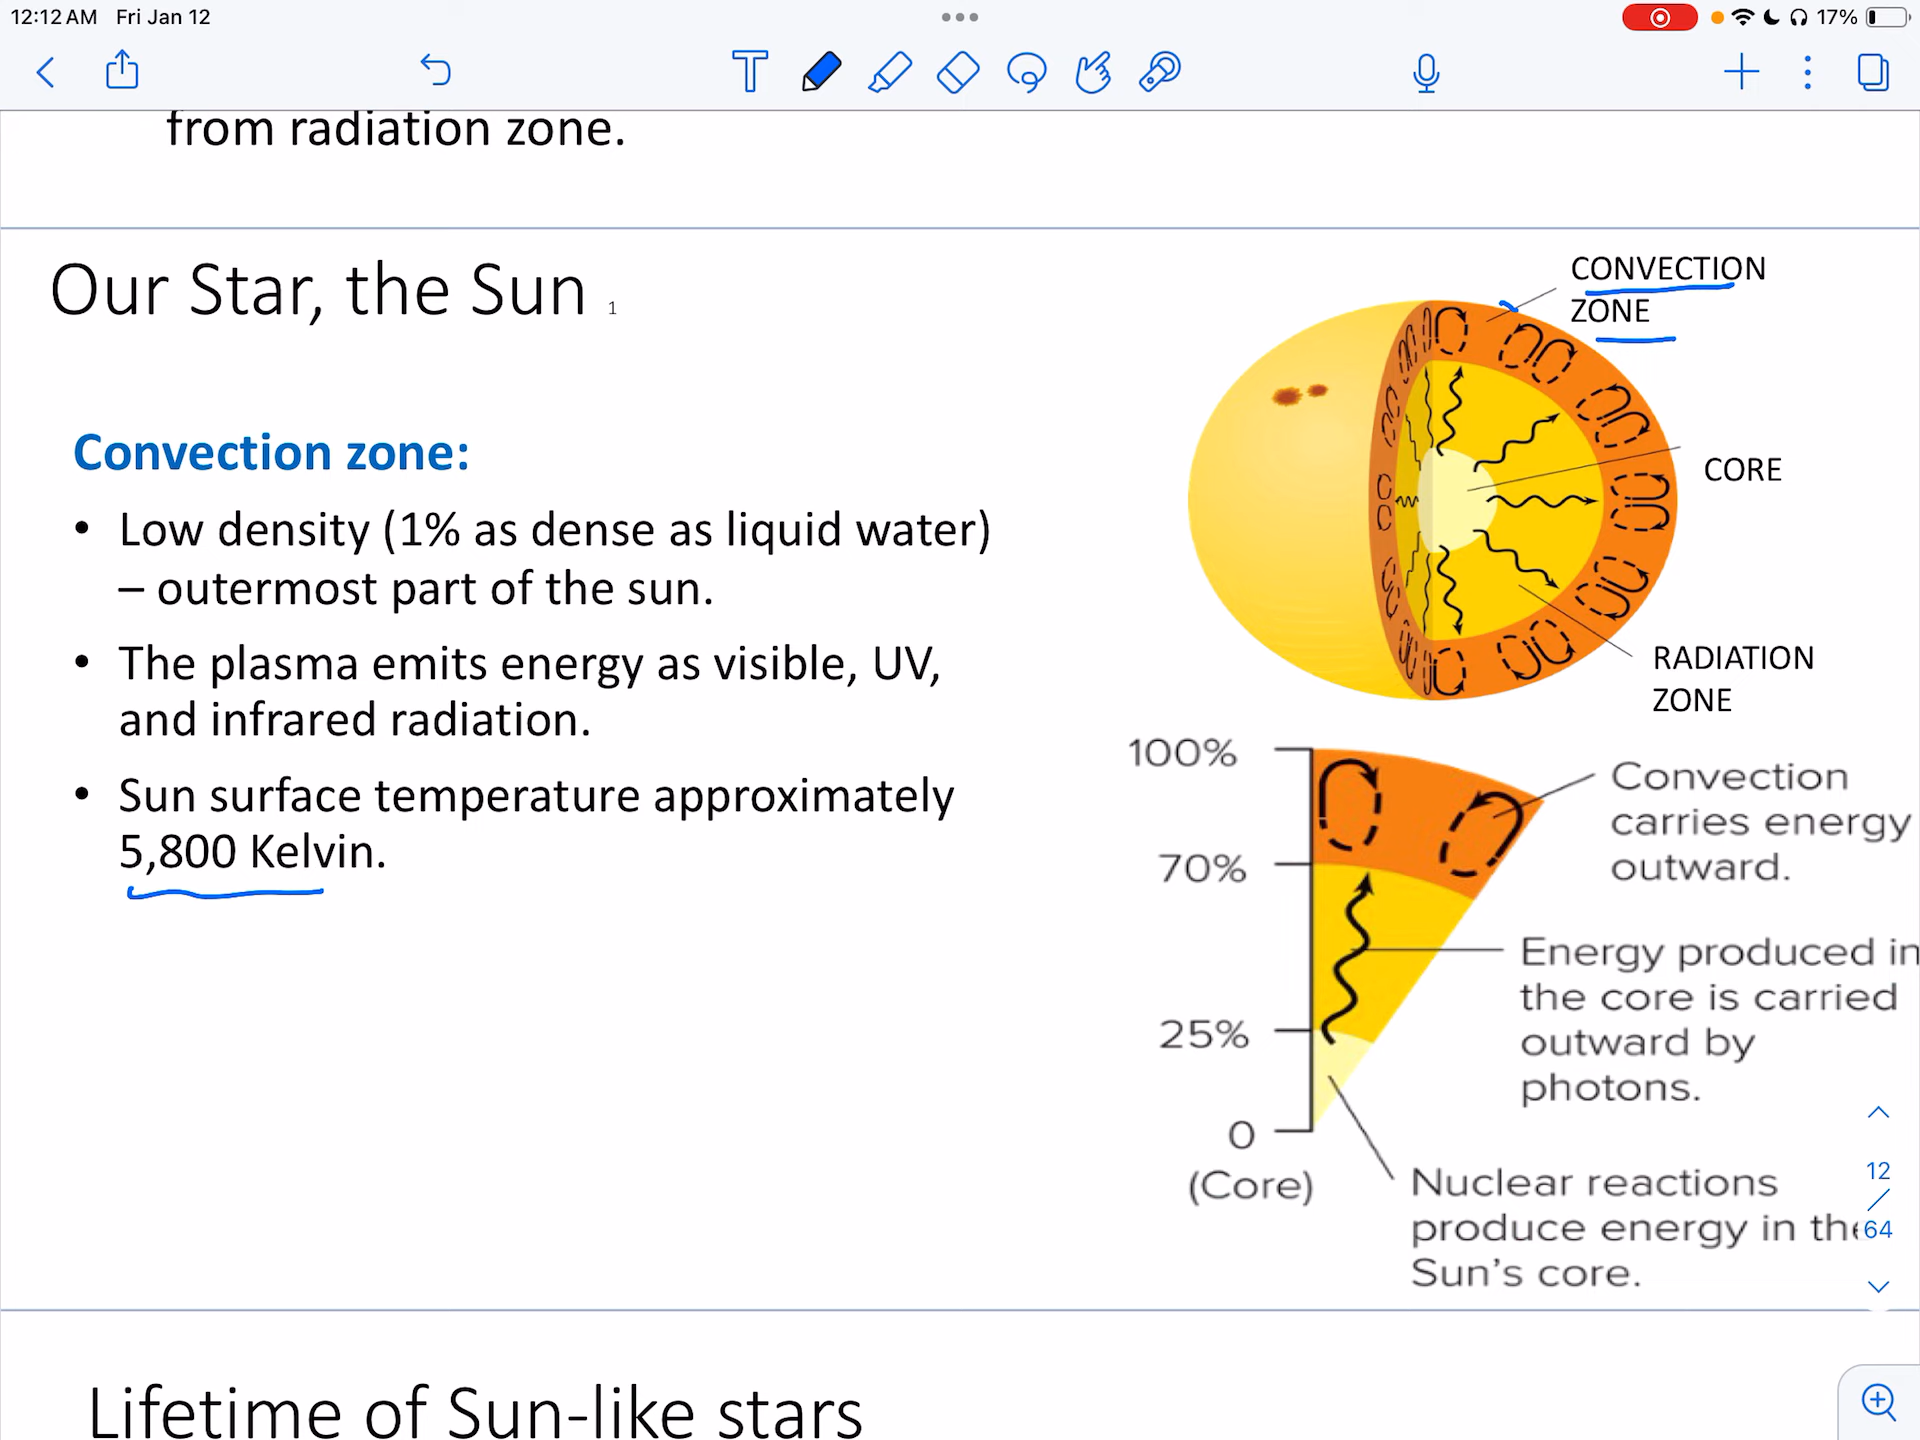 12:12 AM Fri Jan 12
17%
from radiation zone.
Our Star, the Sun 1
Convection zone:
• Low density (1% as dense as liquid water)
– outermost part of the sun.
• The plasma emits energy as visible, UV,
and infrared radiation.
• Sun surface temperature approximately
5,800 Kelvin.
CONVECTION
ZONE
CORE
RADIATION
ZONE
100%
70%
25%
0
(Core)
Convection
carries energy
outward.
Energy produced in
the core is carried
outward by
photons.
Nuclear reactions
produce energy in the
Sun's core.
12
/
64
Lifetime of Sun-like stars